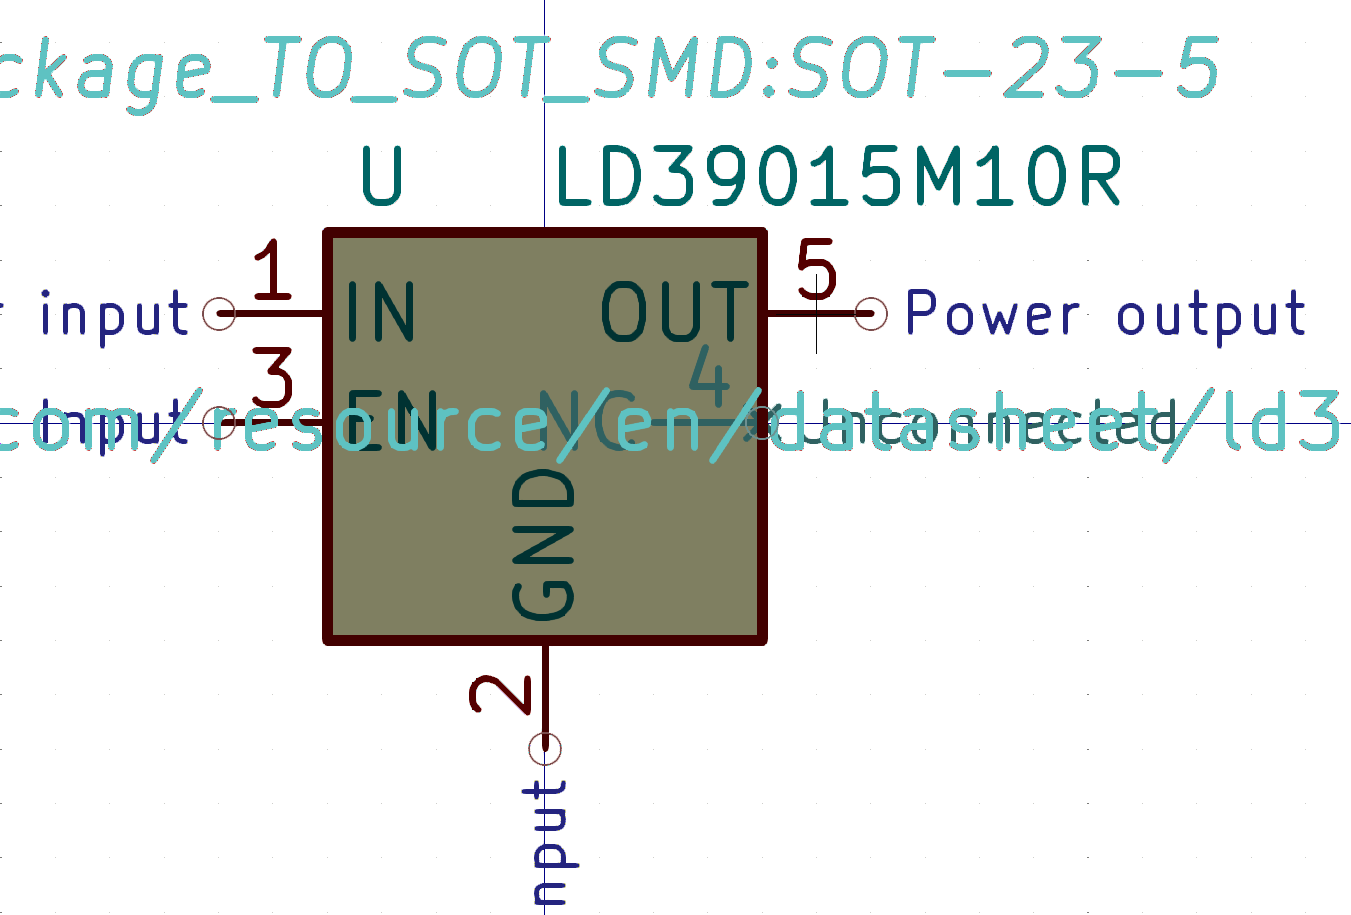 ckage_TO_SOT_SMD:SOT-23-5
U LD39015M10R
1 5
input IN OUT Power output
3 4
Input EN NC Unconnected
com/resource/en/datasheet/ld3
GND
2
nput